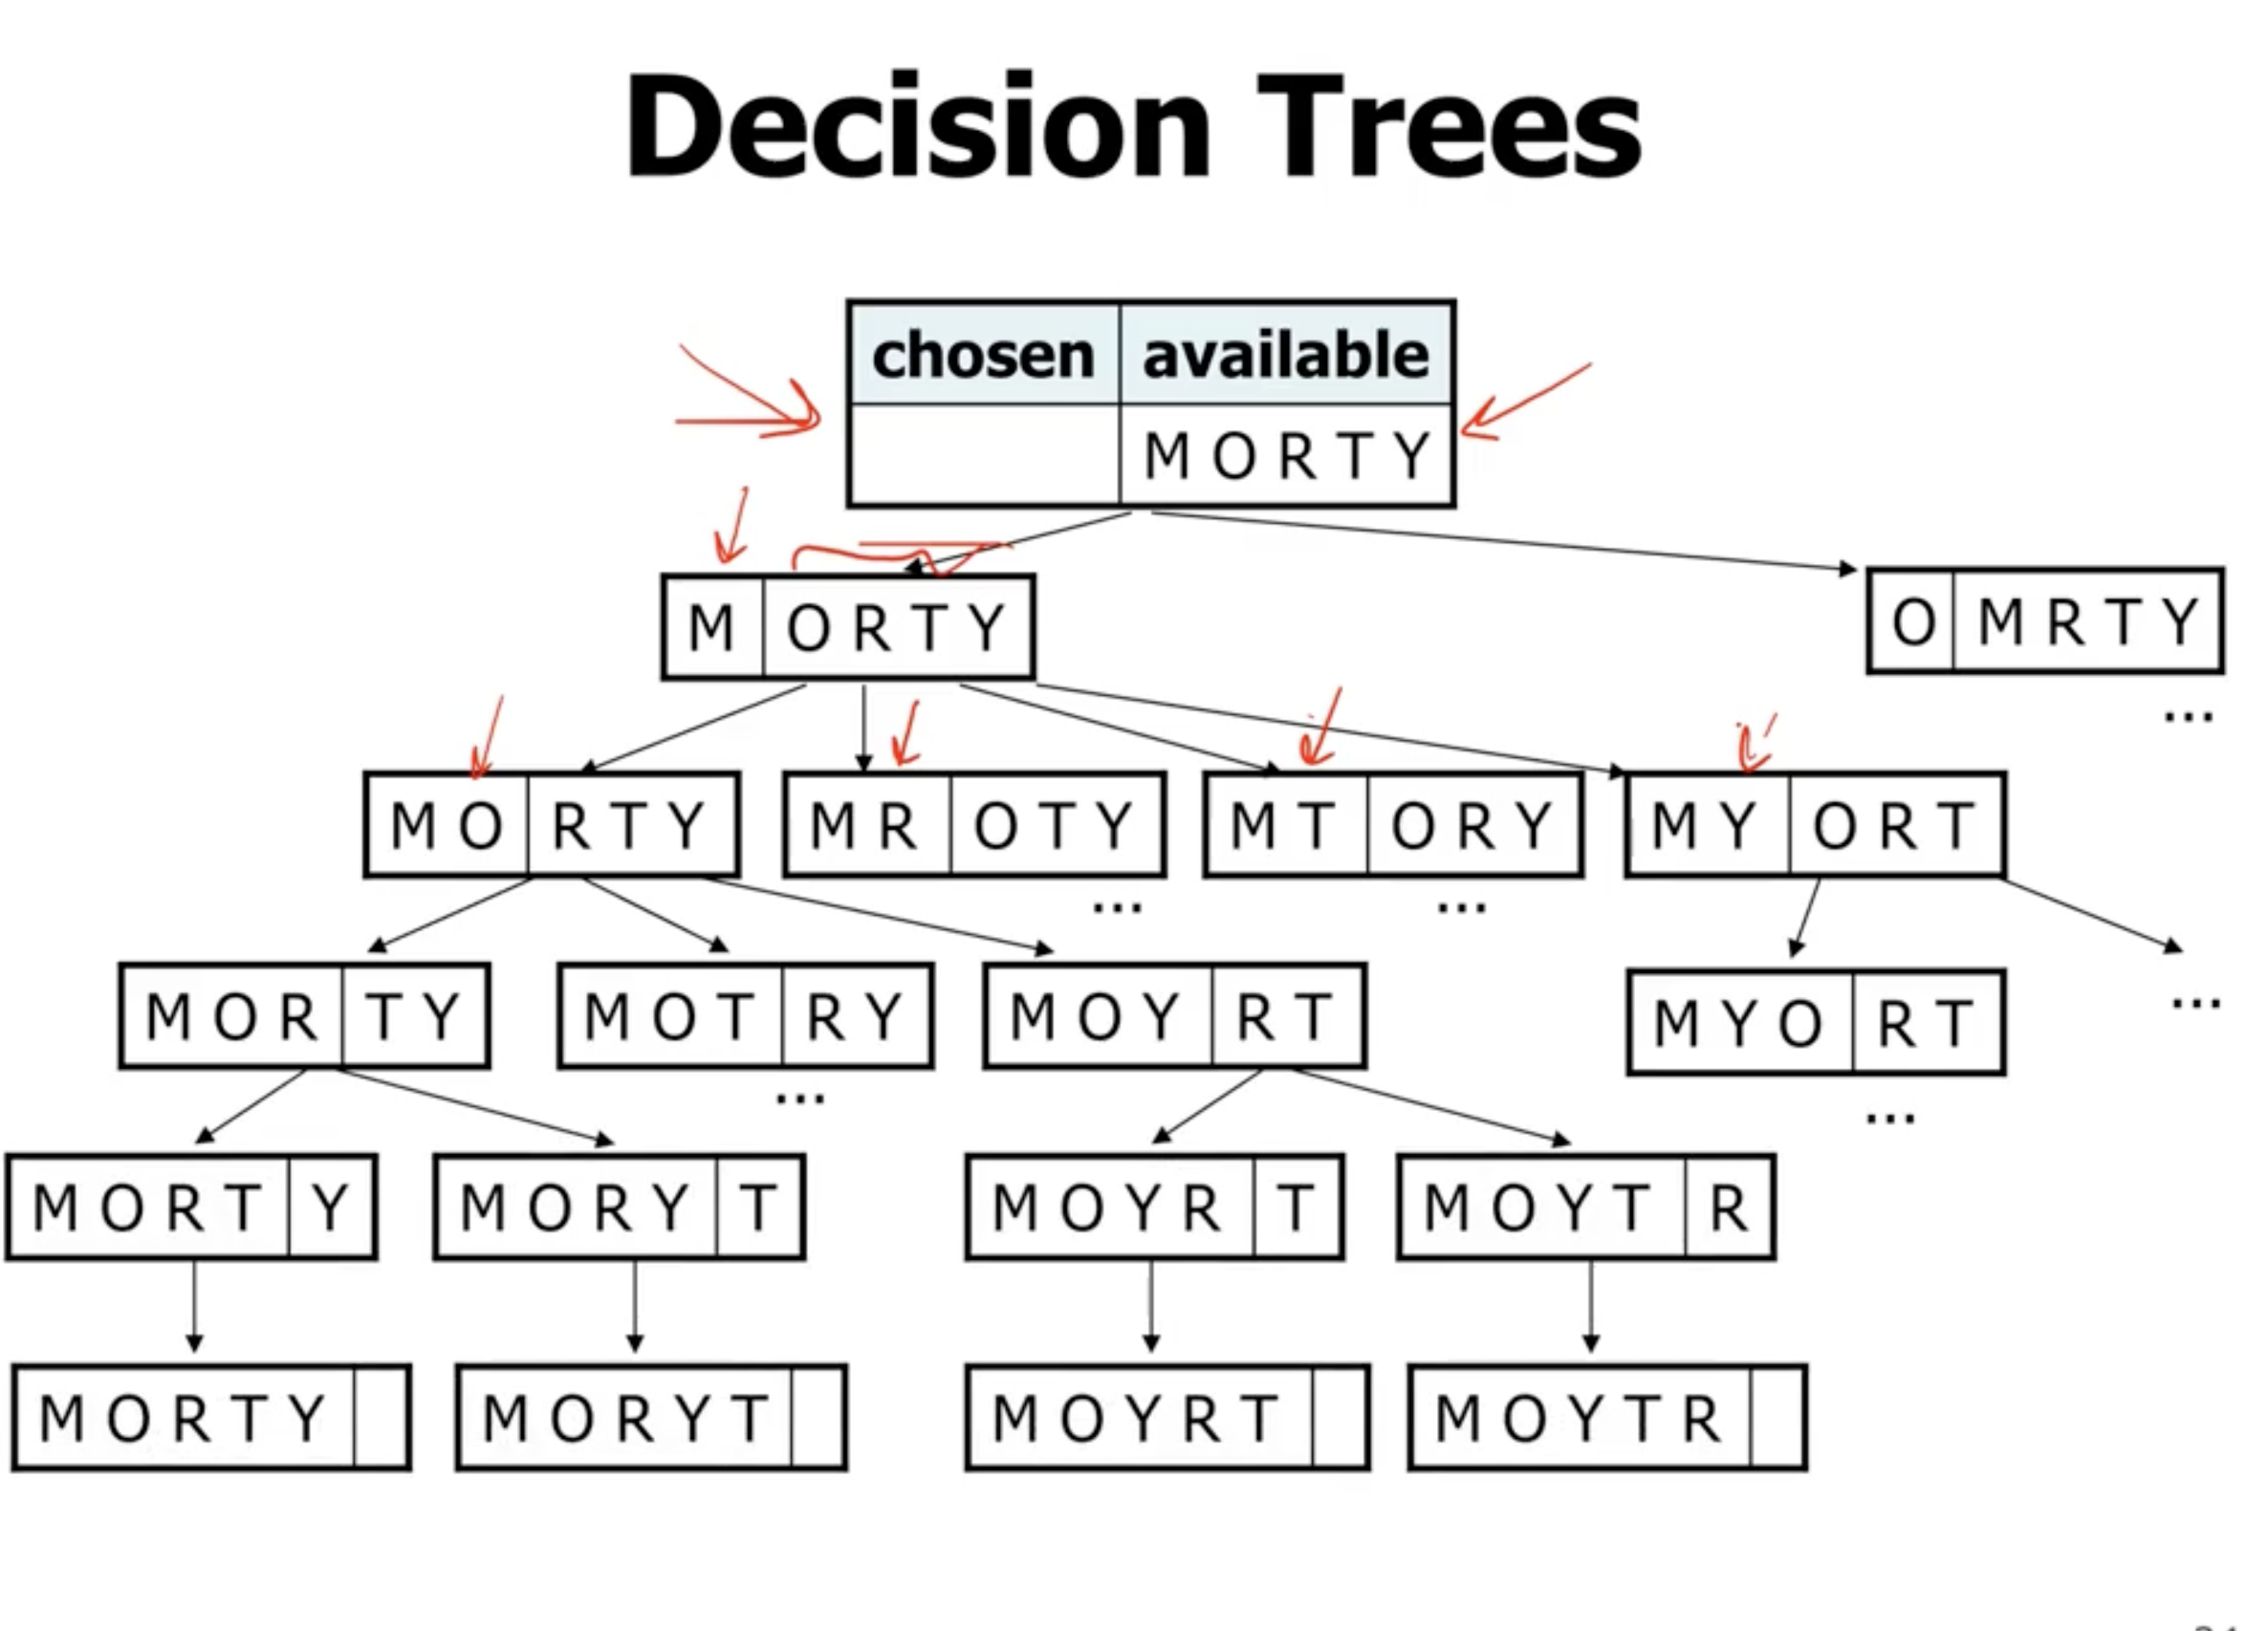 Decision Trees
chosen available
M O R T Y
M O R T Y
O M R T Y
...
M O R T Y
M R O T Y
M T O R Y
M Y O R T
...
...
M O R T Y
M O T R Y
M O Y R T
M Y O R T
...
...
...
M O R T Y
M O R Y T
M O Y R T
M O Y T R
M O R T Y
M O R Y T
M O Y R T
M O Y T R